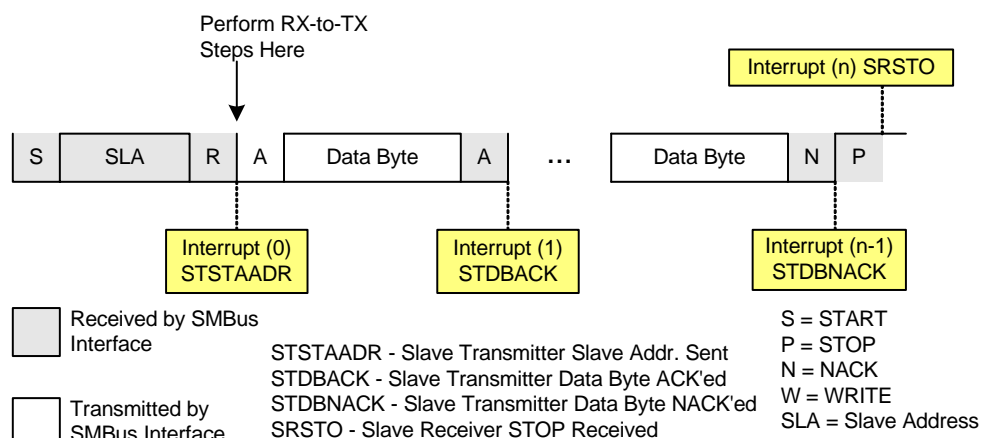 Perform RX-to-TX
Steps Here
Interrupt (n) SRSTO
S SLA R A Data Byte A ... Data Byte N P
Interrupt (0)
STSTAADR
Interrupt (1)
STDBACK
Interrupt (n-1)
STDBNACK
Received by SMBus
Interface
Transmitted by
SMBus Interface
STSTAADR - Slave Transmitter Slave Addr. Sent
STDBACK - Slave Transmitter Data Byte ACK'ed
STDBNACK - Slave Transmitter Data Byte NACK'ed
SRSTO - Slave Receiver STOP Received
S = START
P = STOP
N = NACK
W = WRITE
SLA = Slave Address